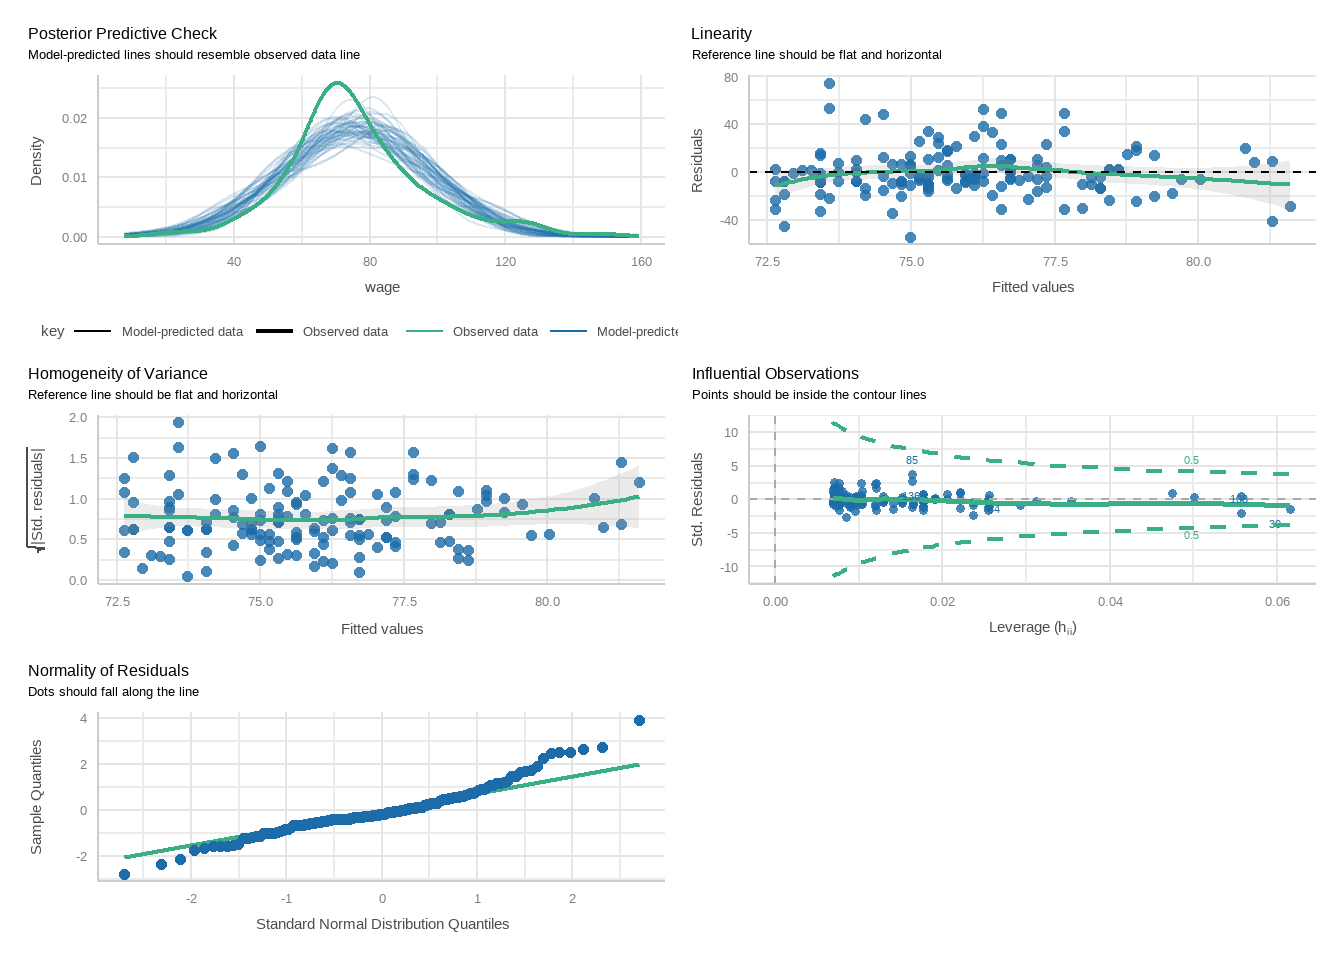 Posterior Predictive Check
Model-predicted lines should resemble observed data line
Density
0.02
0.01
0.00
40
80
120
160
wage
key
Model-predicted data
Observed data
Observed data
Model-predicte
Linearity
Reference line should be flat and horizontal
Residuals
80
40
0
-40
72.5
75.0
77.5
80.0
Fitted values
Homogeneity of Variance
Reference line should be flat and horizontal
√|Std. residuals|
2.0
1.5
1.0
0.5
0.0
72.5
75.0
77.5
80.0
Fitted values
Influential Observations
Points should be inside the contour lines
Std. Residuals
10
5
0
-5
-10
85
0.5
0.5
0.00
0.02
0.04
0.06
Leverage (hii)
Normality of Residuals
Dots should fall along the line
Sample Quantiles
4
2
0
-2
-2
-1
0
1
2
Standard Normal Distribution Quantiles